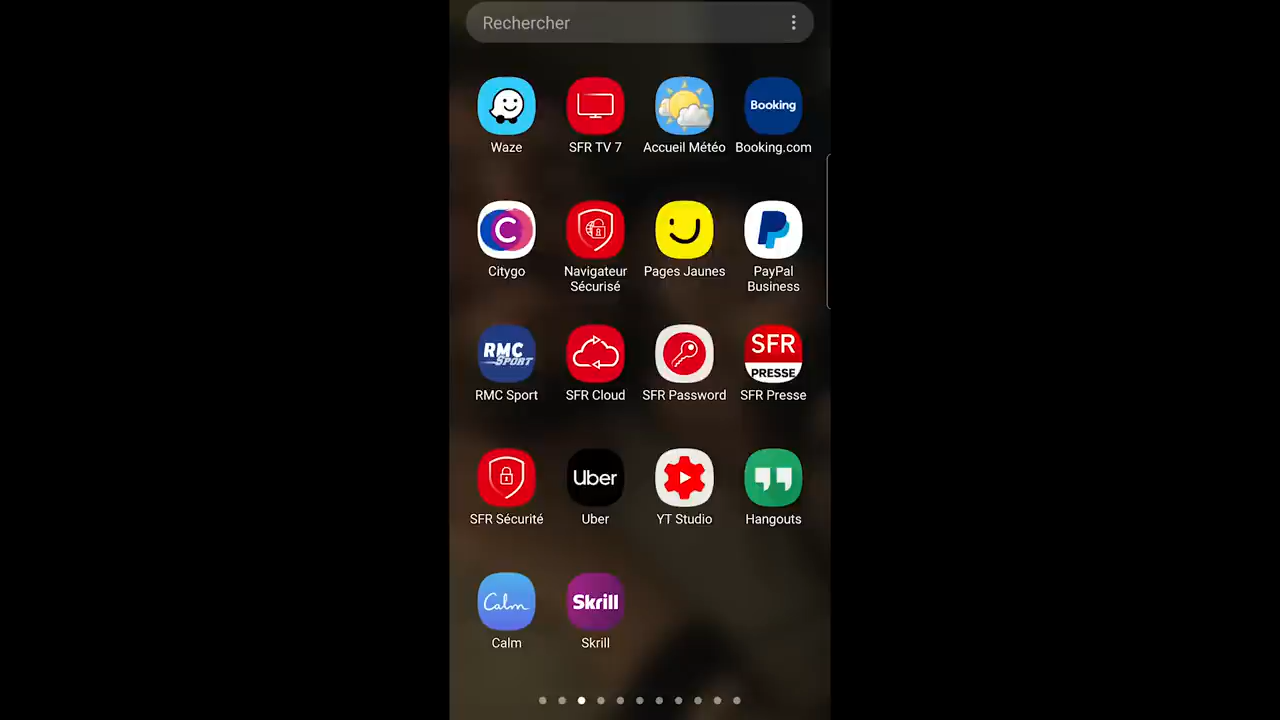 Rechercher
Booking
Waze
SFR TV 7
Accueil Météo
Booking.com
C
Citygo
Navigateur
Sécurisé
Pages Jaunes
PayPal
Business
RMC
SPORT
SFR
PRESSE
RMC Sport
SFR Cloud
SFR Password
SFR Presse
Uber
SFR Sécurité
Uber
YT Studio
Hangouts
Calm
Skrill
Calm
Skrill